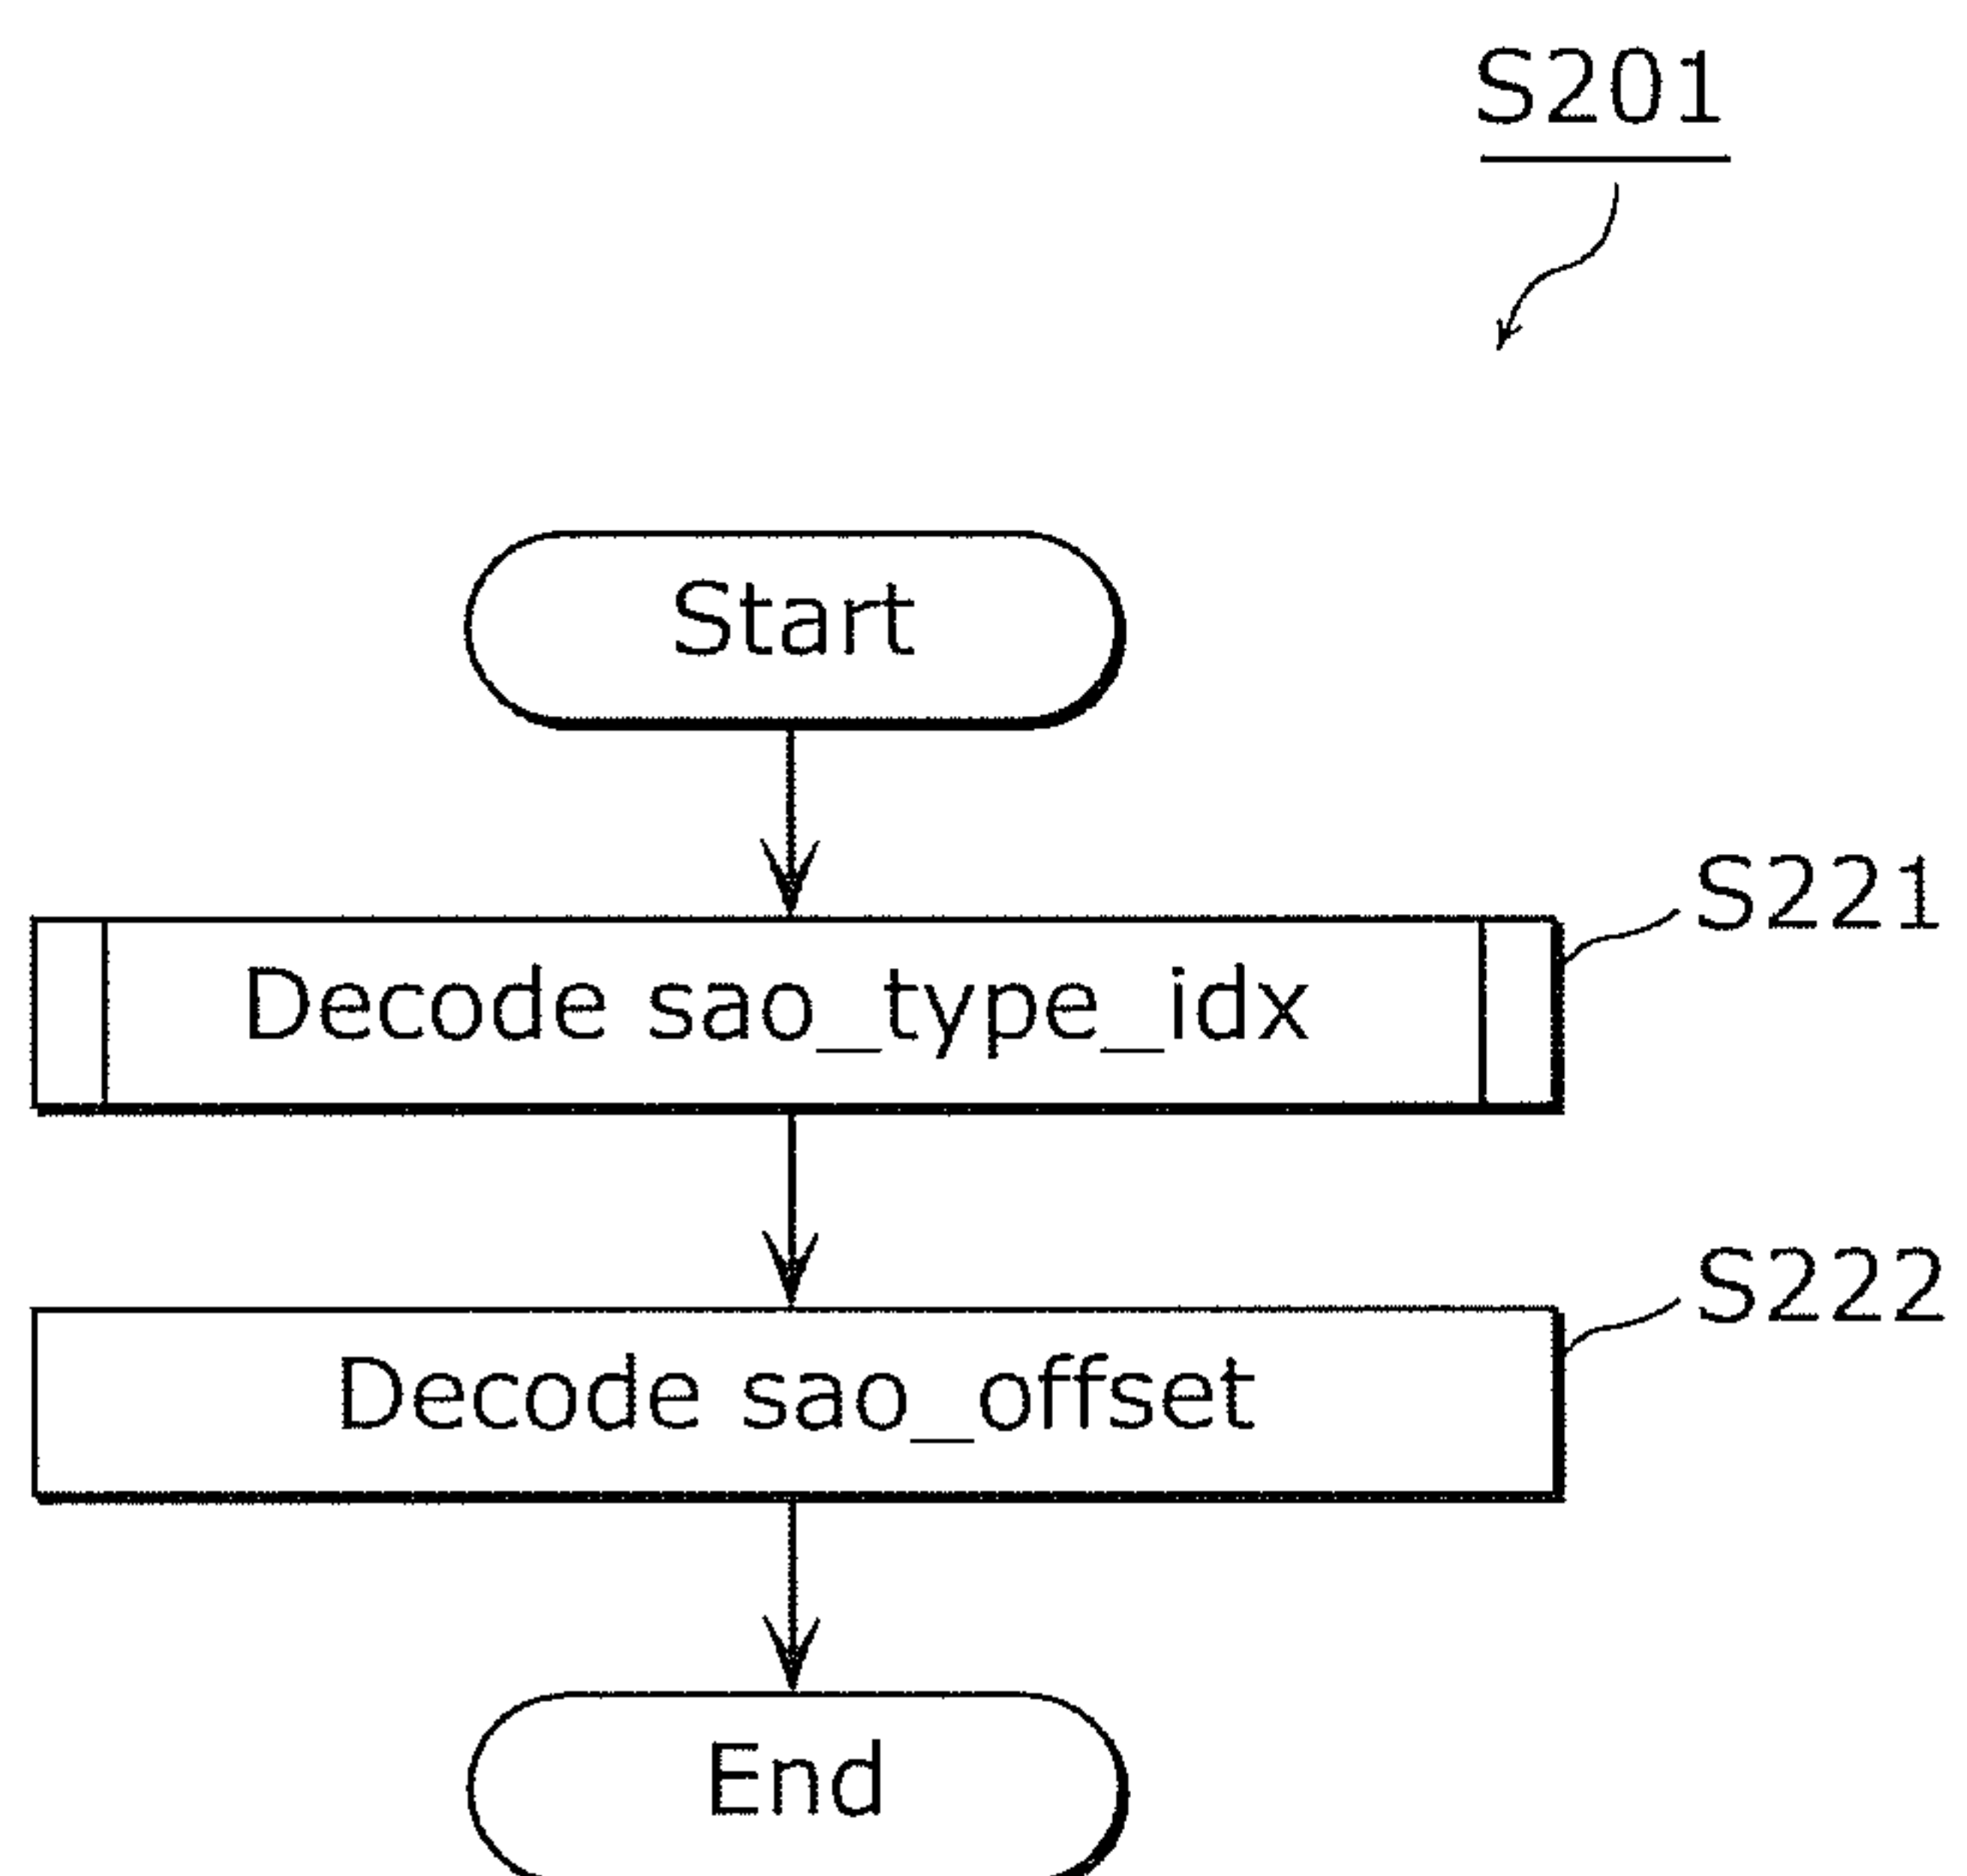 S201
Start
S221
Decode sao_type_idx
S222
Decode sao_offset
End